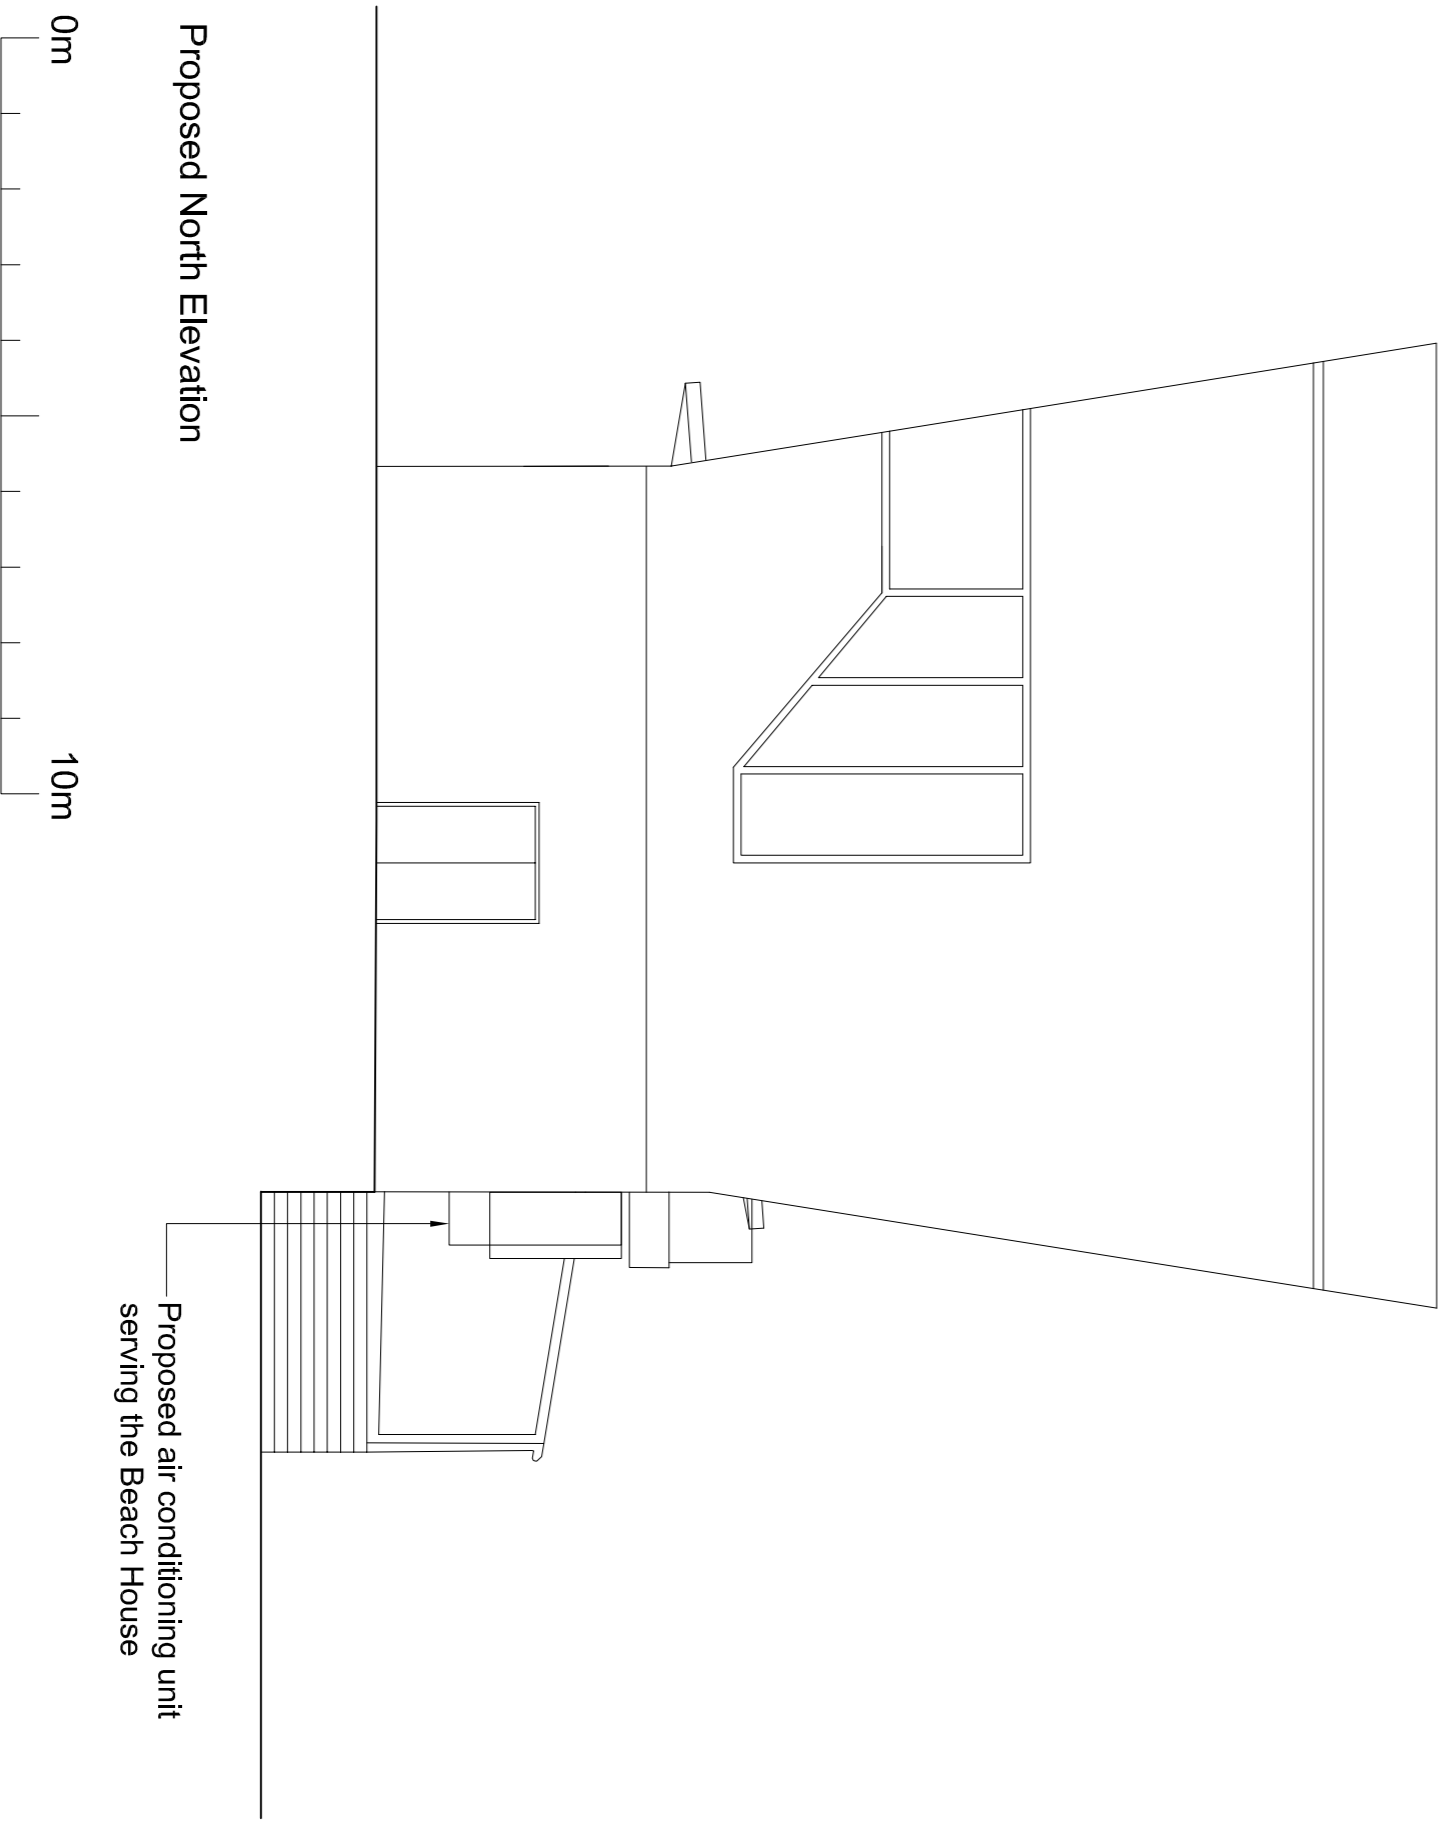 Proposed air conditioning unit
serving the Beach House
Proposed North Elevation
0m
10m